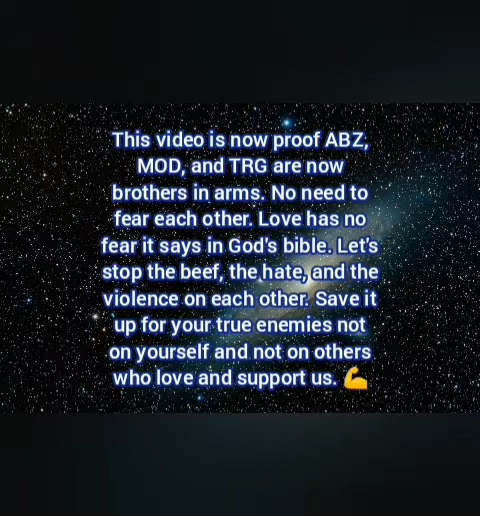 This video is now proof ABZ,
MOD, and TRG are now
brothers in arms. No need to
fear each other. Love has no
fear it says in God's bible. Let's
stop the beef, the hate, and the
violence on each other. Save it
up for your true enemies not
on yourself and not on others
who love and support us. 💪